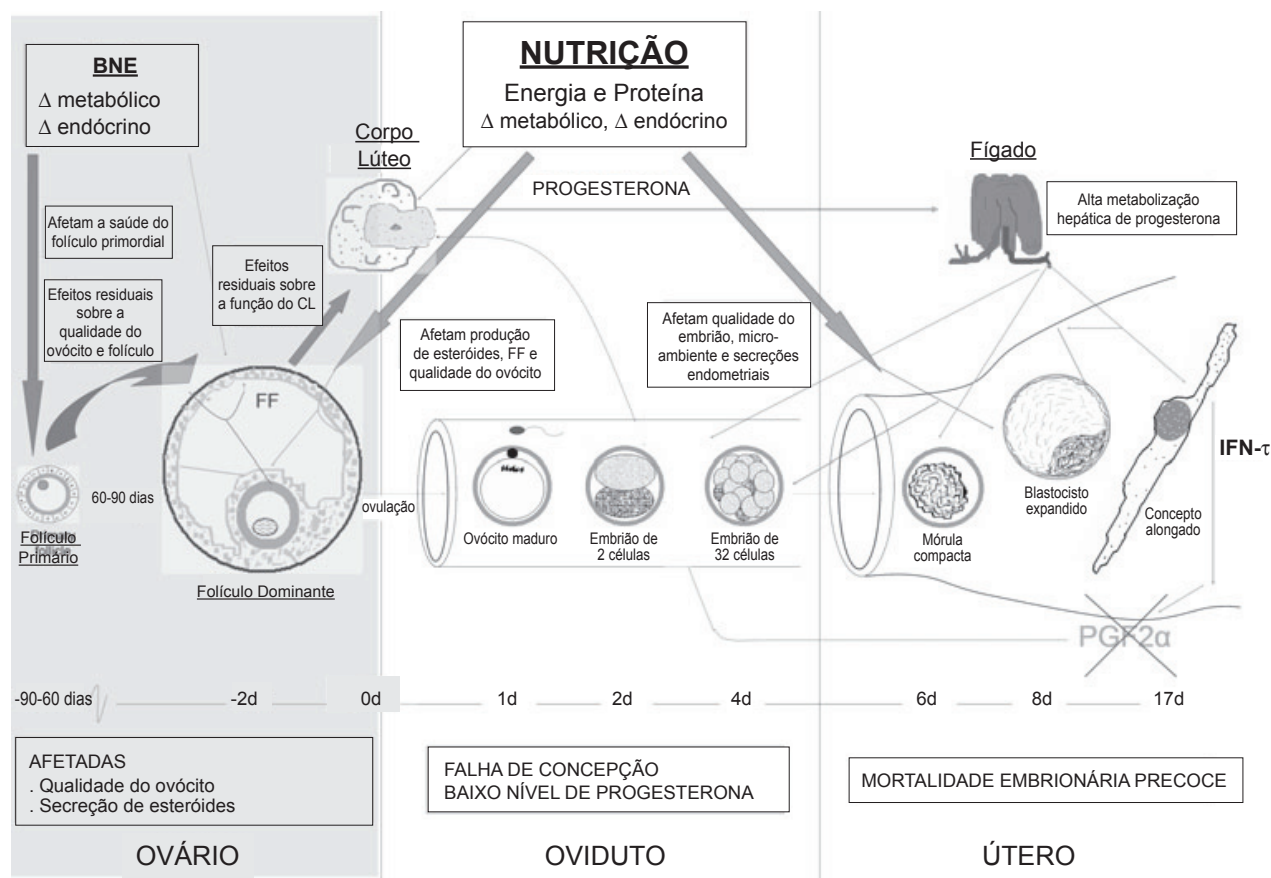 BNE
Δ metabólico
Δ endócrino
NUTRIÇÃO
Energia e Proteína
Δ metabólico, Δ endócrino
Corpo
Lúteo
PROGESTERONA
Fígado
Alta metabolização
hepática de progesterona
Afetam a saúde do
folículo primordial
Efeitos residuais
sobre a
qualidade do
ovócito e folículo
Efeitos
residuais sobre
a função do CL
Afetam produção
de esteróides, FF e
qualidade do ovócito
Afetam qualidade do
embrião, micro-
ambiente e secreções
endometriais
FF
60-90 dias
Folículo
Primário
Folículo Dominante
ovulação
Ovócito maduro
Embrião de
2 células
Embrião de
32 células
Mórula
compacta
Blastocisto
expandido
Concepto
alongado
IFN-τ
PGF2α
-90-60 dias
-2d
0d
1d
2d
4d
6d
8d
17d
AFETADAS
. Qualidade do ovócito
. Secreção de esteróides
FALHA DE CONCEPÇÃO
BAIXO NÍVEL DE PROGESTERONA
MORTALIDADE EMBRIONÁRIA PRECOCE
OVÁRIO
OVIDUTO
ÚTERO